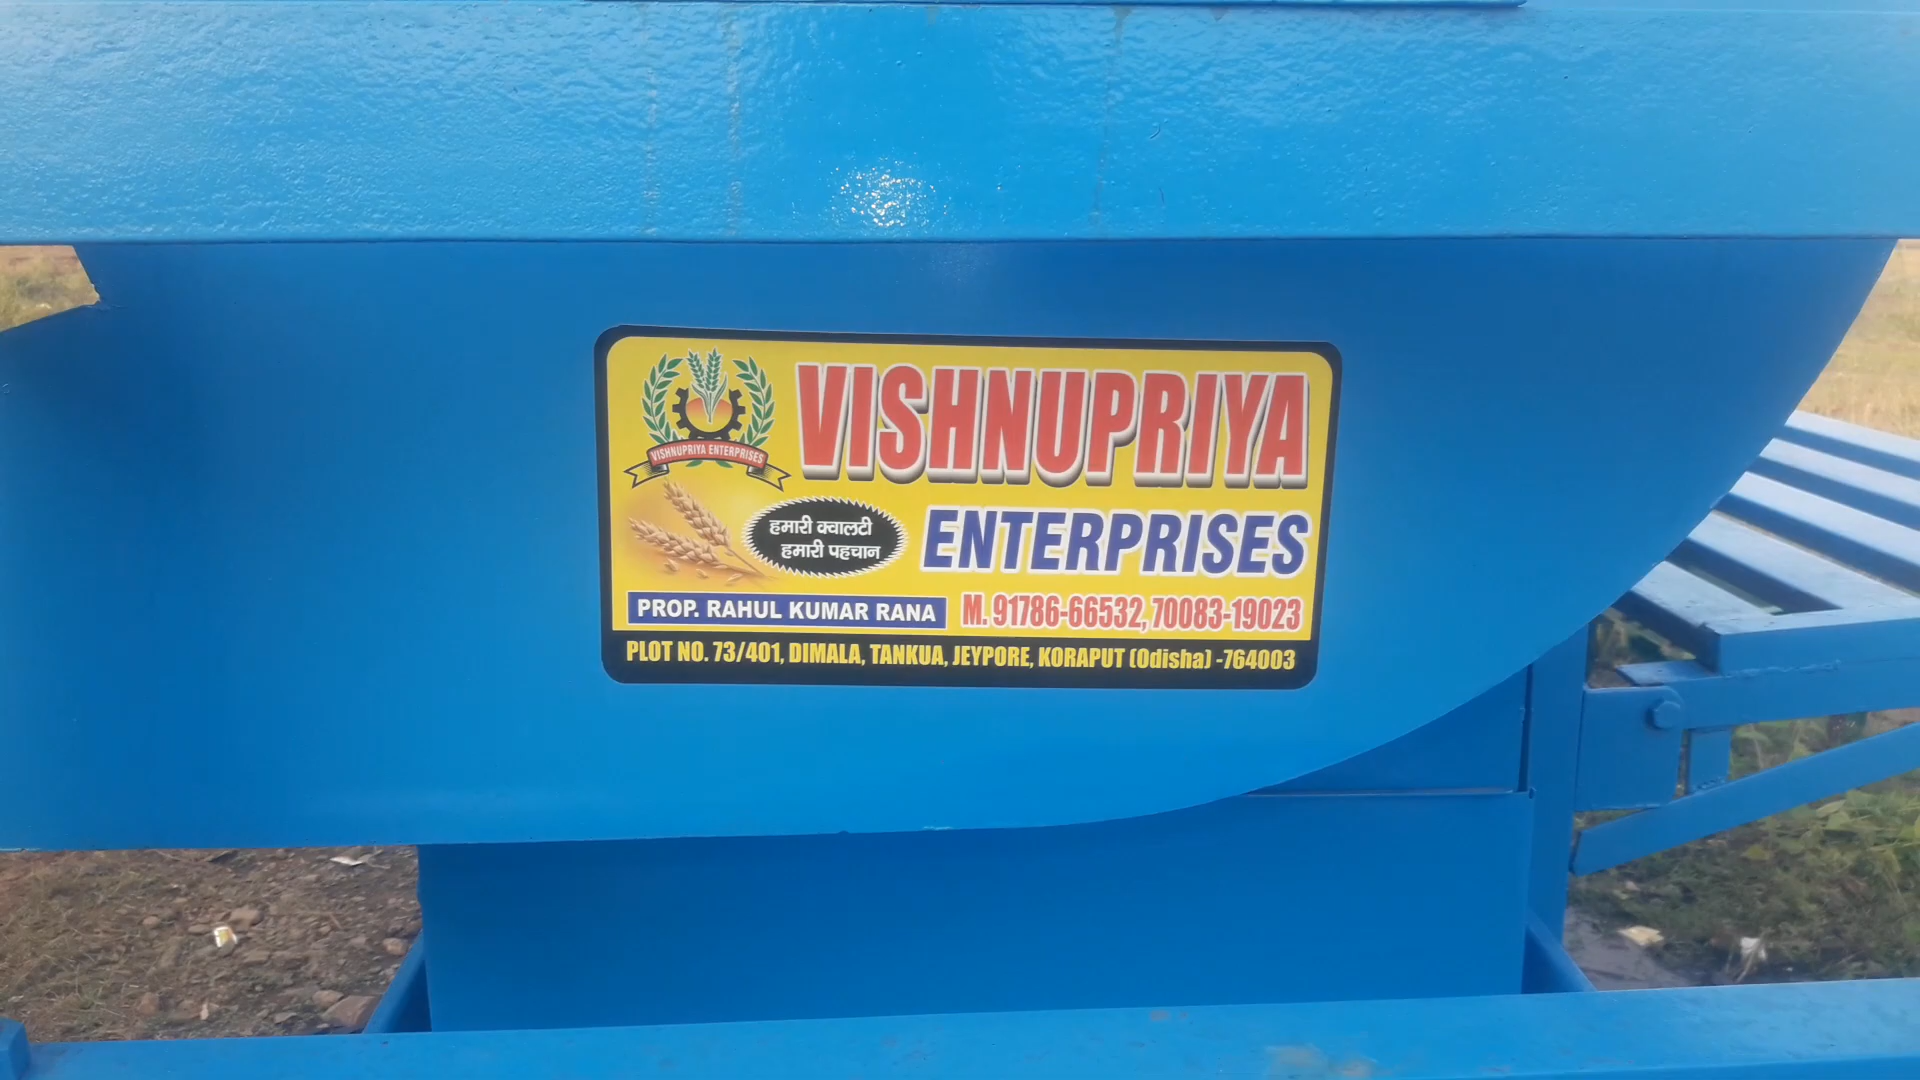 VISHNUPRIYA
VISHNUPRIYA ENTERPRISES
हमारी क्वालटी
हमारी पहचान
ENTERPRISES
PROP. RAHUL KUMAR RANA
M. 91786-66532, 70083-19023
PLOT NO. 73/401, DIMALA, TANKUA, JEYPORE, KORAPUT (Odisha) -764003